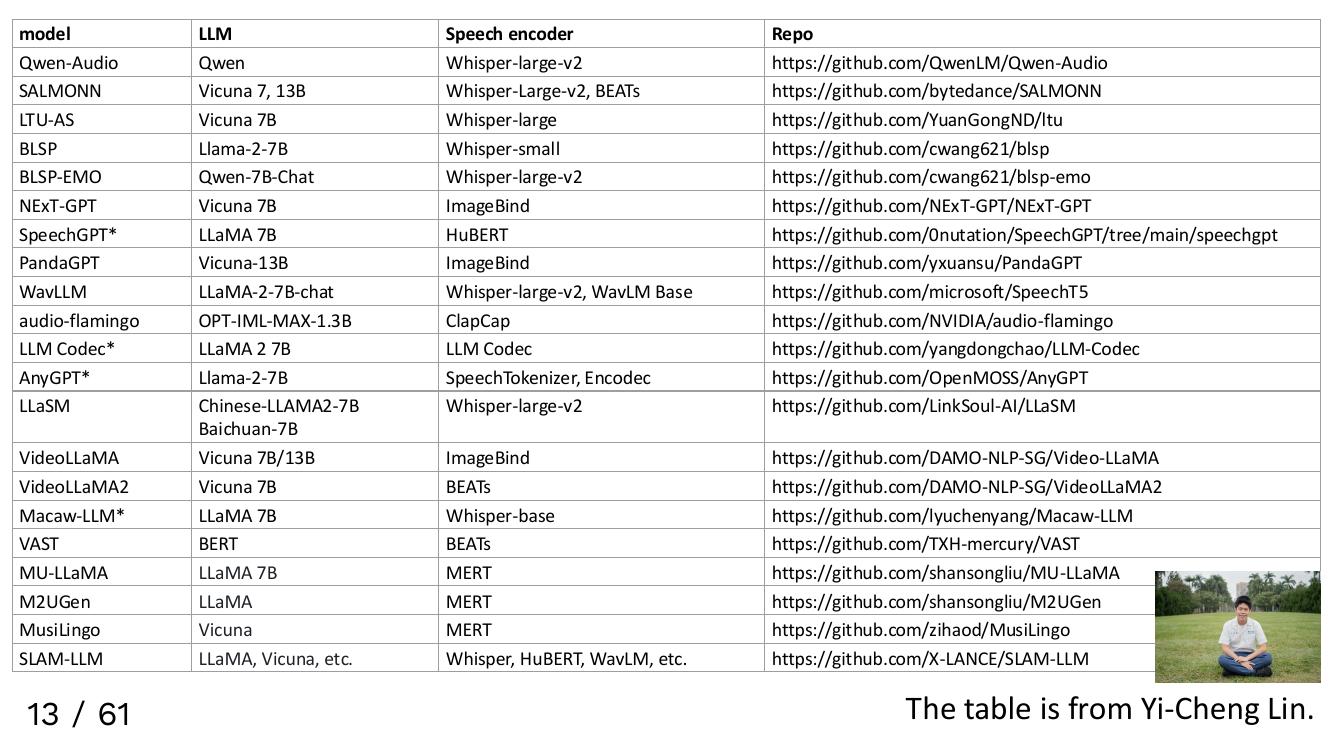 model LLM Speech encoder Repo
Qwen-Audio Qwen Whisper-large-v2 https://github.com/QwenLM/Qwen-Audio
SALMONN Vicuna 7, 13B Whisper-Large-v2, BEATs https://github.com/bytedance/SALMONN
LTU-AS Vicuna 7B Whisper-large https://github.com/YuanGongND/ltu
BLSP Llama-2-7B Whisper-small https://github.com/cwang621/blsp
BLSP-EMO Qwen-7B-Chat Whisper-large-v2 https://github.com/cwang621/blsp-emo
NExT-GPT Vicuna 7B ImageBind https://github.com/NExT-GPT/NExT-GPT
SpeechGPT* LLaMA 7B HuBERT https://github.com/0nutation/SpeechGPT/tree/main/speechgpt
PandaGPT Vicuna-13B ImageBind https://github.com/yxuansu/PandaGPT
WavLLM LLaMA-2-7B-chat Whisper-large-v2, WavLM Base https://github.com/microsoft/SpeechT5
audio-flamingo OPT-IML-MAX-1.3B ClapCap https://github.com/NVIDIA/audio-flamingo
LLM Codec* LLaMA 2 7B LLM Codec https://github.com/yangdongchao/LLM-Codec
AnyGPT* Llama-2-7B SpeechTokenizer, Encodec https://github.com/OpenMOSS/AnyGPT
LLaSM Chinese-LLAMA2-7B Whisper-large-v2 https://github.com/LinkSoul-AI/LLaSM
Baichuan-7B
VideoLLaMA Vicuna 7B/13B ImageBind https://github.com/DAMO-NLP-SG/Video-LLaMA
VideoLLaMA2 Vicuna 7B BEATs https://github.com/DAMO-NLP-SG/VideoLLaMA2
Macaw-LLM* LLaMA 7B Whisper-base https://github.com/lyuchenyang/Macaw-LLM
VAST BERT BEATs https://github.com/TXH-mercury/VAST
MU-LLaMA LLaMA 7B MERT https://github.com/shansongliu/MU-LLaMA
M2UGen LLaMA MERT https://github.com/shansongliu/M2UGen
MusiLingo Vicuna MERT https://github.com/zihaod/MusiLingo
SLAM-LLM LLaMA, Vicuna, etc. Whisper, HuBERT, WavLM, etc. https://github.com/X-LANCE/SLAM-LLM
13 / 61 The table is from Yi-Cheng Lin.